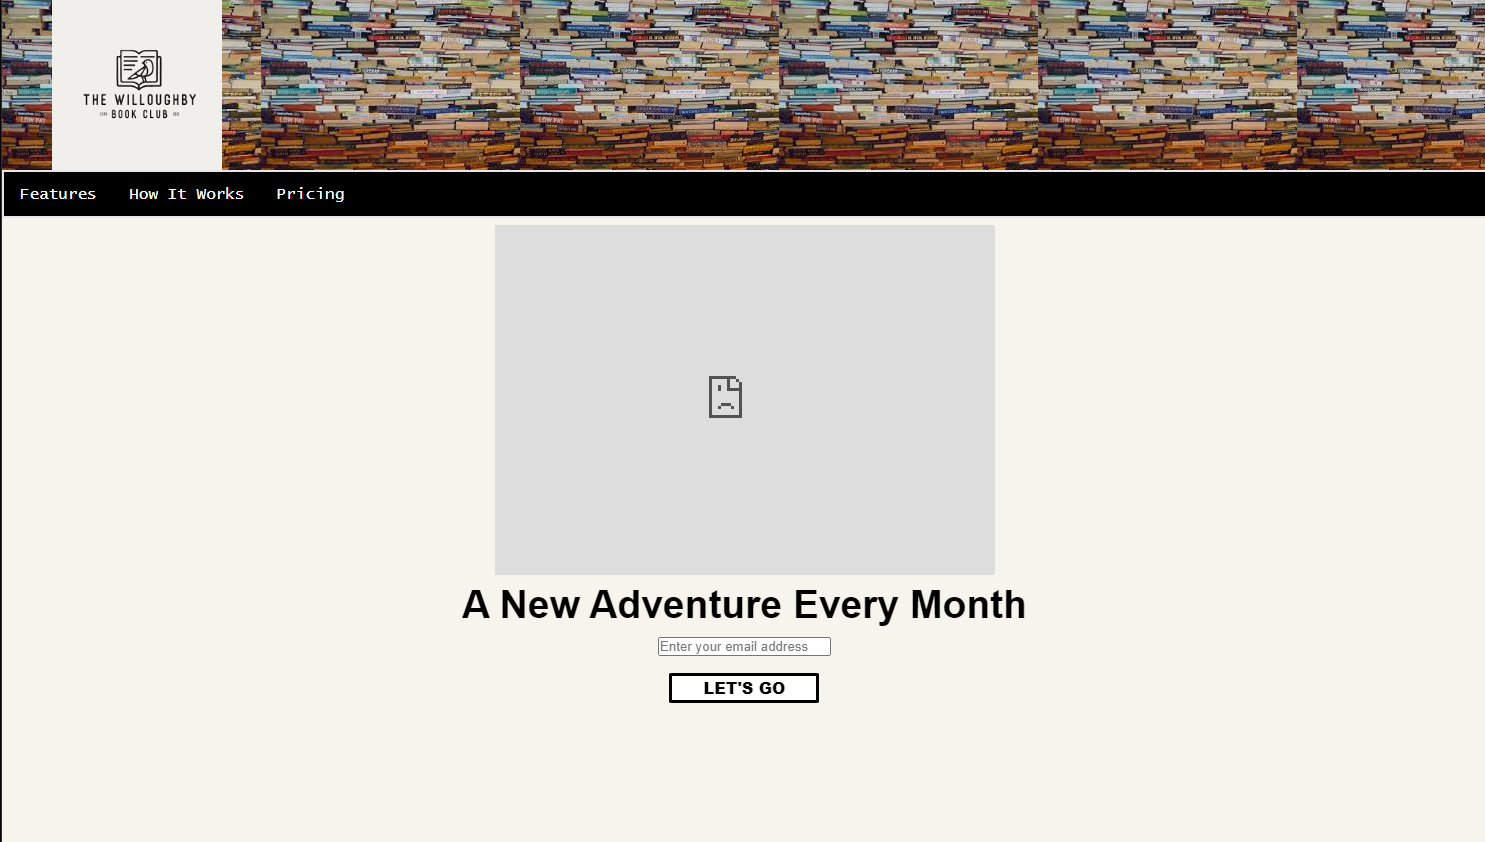 THE WILLOUGHBY
BOOK CLUB
Features How It Works Pricing
A New Adventure Every Month
Enter your email address
LET'S GO